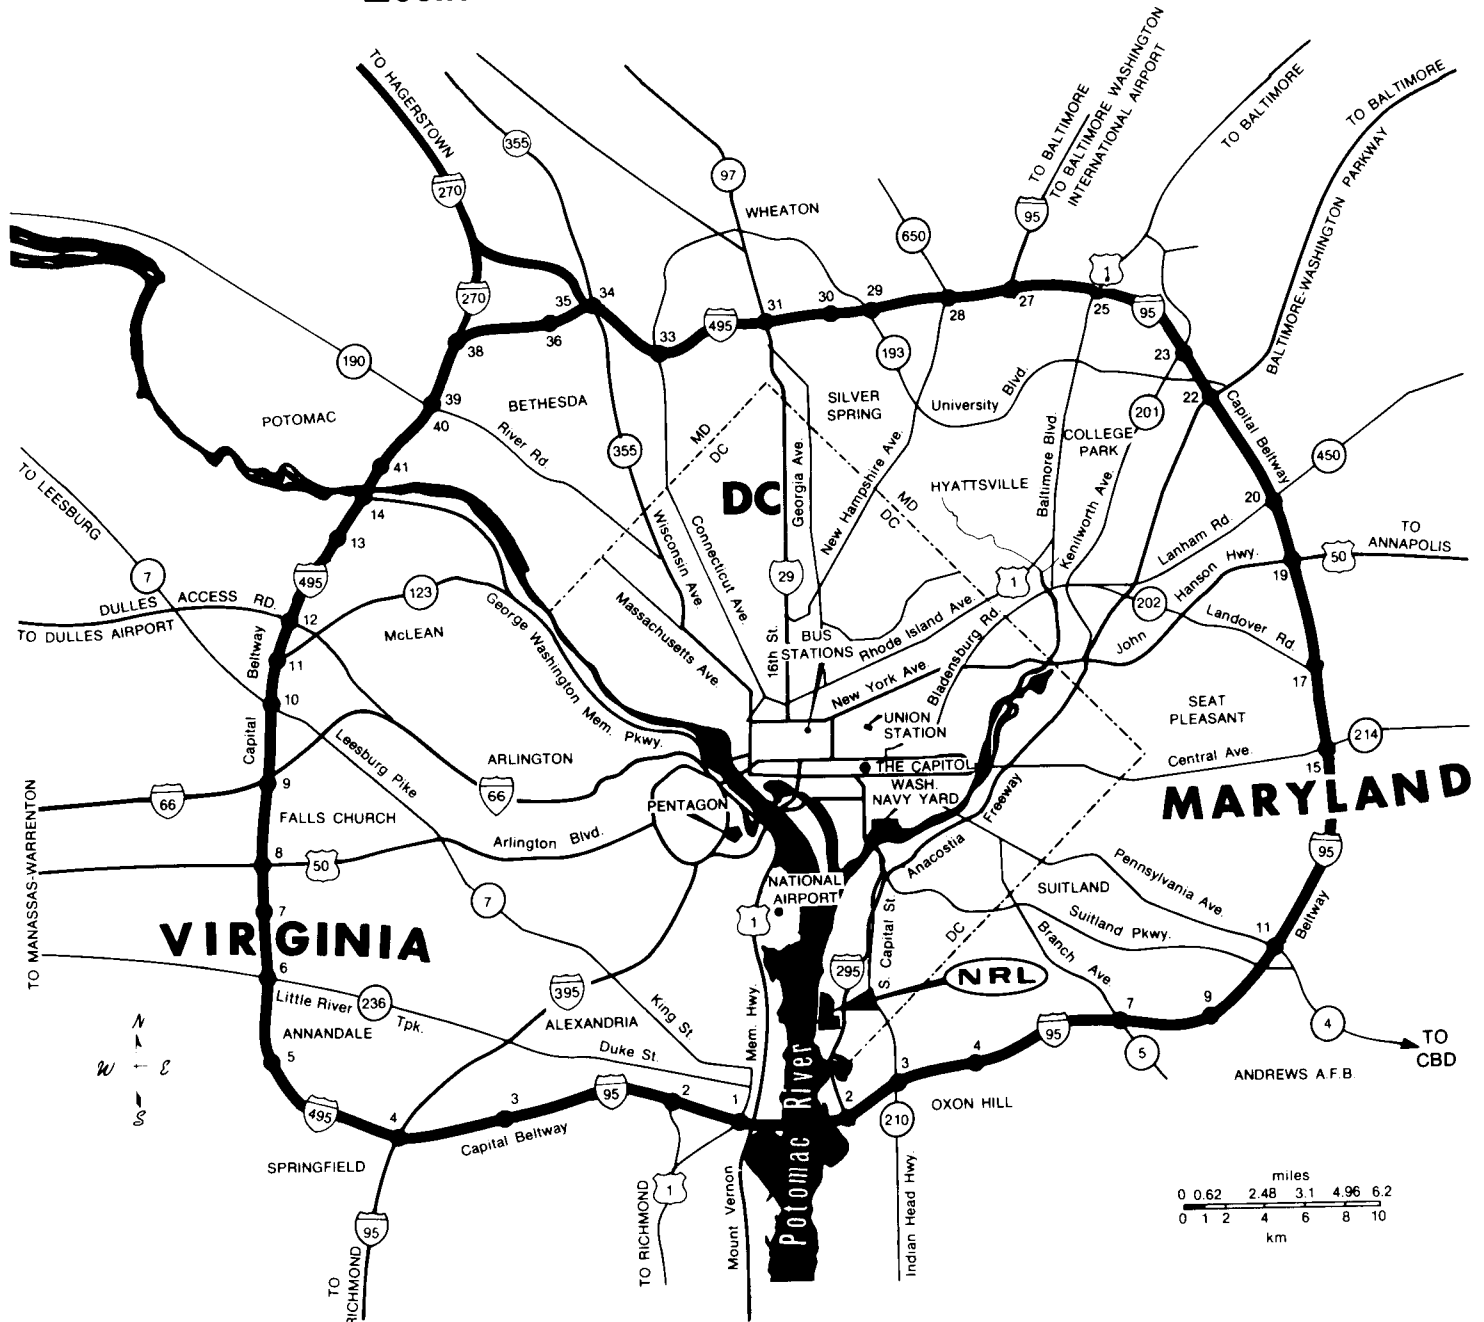 TO HAGERSTOWN
270
355
97
WHEATON
650
TO BALTIMORE
TO BALTIMORE WASHINGTON
INTERNATIONAL AIRPORT
95
TO BALTIMORE
TO BALTIMORE
BALTIMORE-WASHINGTON PARKWAY
1
270
35
34
36
38
33
495
31
30
29
28
27
25
95
23
22
193
201
190
39
40
41
POTOMAC
BETHESDA
River Rd.
355
MD
DC
SILVER
SPRING
University Blvd.
COLLEGE
PARK
Baltimore Blvd.
Capital Beltway
450
20
HYATTSVILLE
MD
DC
DC
Georgia Ave.
New Hampshire Ave.
Kenilworth Ave.
Lanham Rd.
TO
ANNAPOLIS
50
19
John Hanson Hwy.
202
Landover Rd.
17
TO LEESBURG
7
14
13
495
DULLES ACCESS RD.
TO DULLES AIRPORT
12
123
McLEAN
11
10
Capital Beltway
George Washington Mem. Pkwy.
Massachusetts Ave.
Wisconsin Ave.
Connecticut Ave.
29
16th St.
BUS
STATIONS
1
Rhode Island Ave.
New York Ave.
Bladensburg Rd.
UNION
STATION
THE CAPITOL
WASH.
NAVY YARD
SEAT
PLEASANT
Central Ave.
214
15
MARYLAND
95
Leesburg Pike
ARLINGTON
66
66
9
FALLS CHURCH
Arlington Blvd.
PENTAGON
8
50
TO MANASSAS-WARRENTON
7
7
VIRGINIA
NATIONAL
AIRPORT
1
Anacostia Freeway
Pennsylvania Ave.
SUITLAND
Suitland Pkwy.
Branch Ave.
11
Beltway
DC
S. Capital St.
295
NRL
6
Little River Tpk.
236
ANNANDALE
395
ALEXANDRIA
King St.
Duke St.
Mem. Hwy.
5
495
4
3
95
2
1
2
3
4
95
7
9
5
4
TO
CBD
ANDREWS A.F.B.
OXON HILL
210
Capital Beltway
SPRINGFIELD
Potomac River
N
W E
S
95
TO
RICHMOND
1
TO RICHMOND
Mount Vernon
Indian Head Hwy.
miles
0 0.62 2.48 3.1 4.96 6.2
0 1 2 4 6 8 10
km